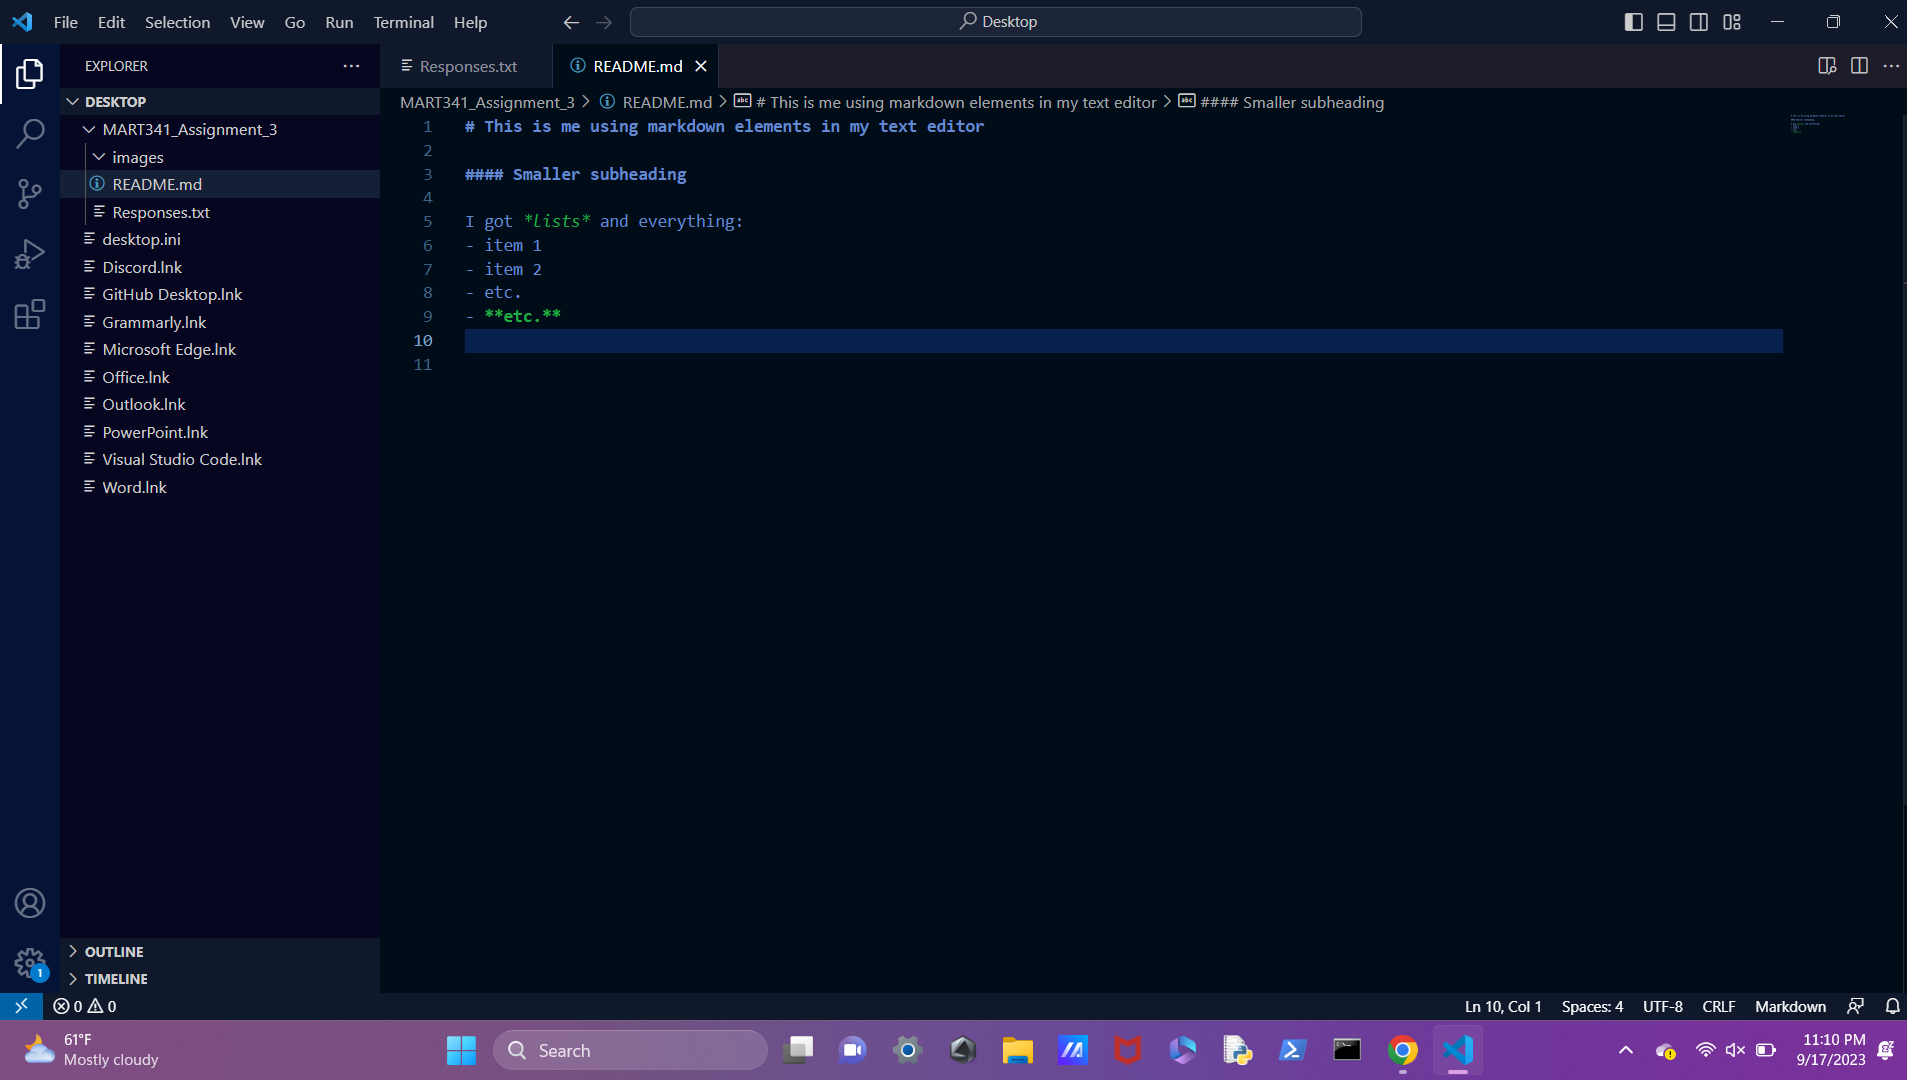 File Edit Selection View Go Run Terminal Help
Desktop
EXPLORER
DESKTOP
MART341_Assignment_3
images
README.md
Responses.txt
desktop.ini
Discord.lnk
GitHub Desktop.lnk
Grammarly.lnk
Microsoft Edge.lnk
Office.lnk
Outlook.lnk
PowerPoint.lnk
Visual Studio Code.lnk
Word.lnk
OUTLINE
TIMELINE
1
Responses.txt README.md
MART341_Assignment_3 > README.md > # This is me using markdown elements in my text editor > #### Smaller subheading
1 # This is me using markdown elements in my text editor
2
3 #### Smaller subheading
4
5 I got *lists* and everything:
6 - item 1
7 - item 2
8 - etc.
9 - **etc.**
10
11
0 0
Ln 10, Col 1 Spaces: 4 UTF-8 CRLF Markdown
61°F
Mostly cloudy
Search
11:10 PM
9/17/2023